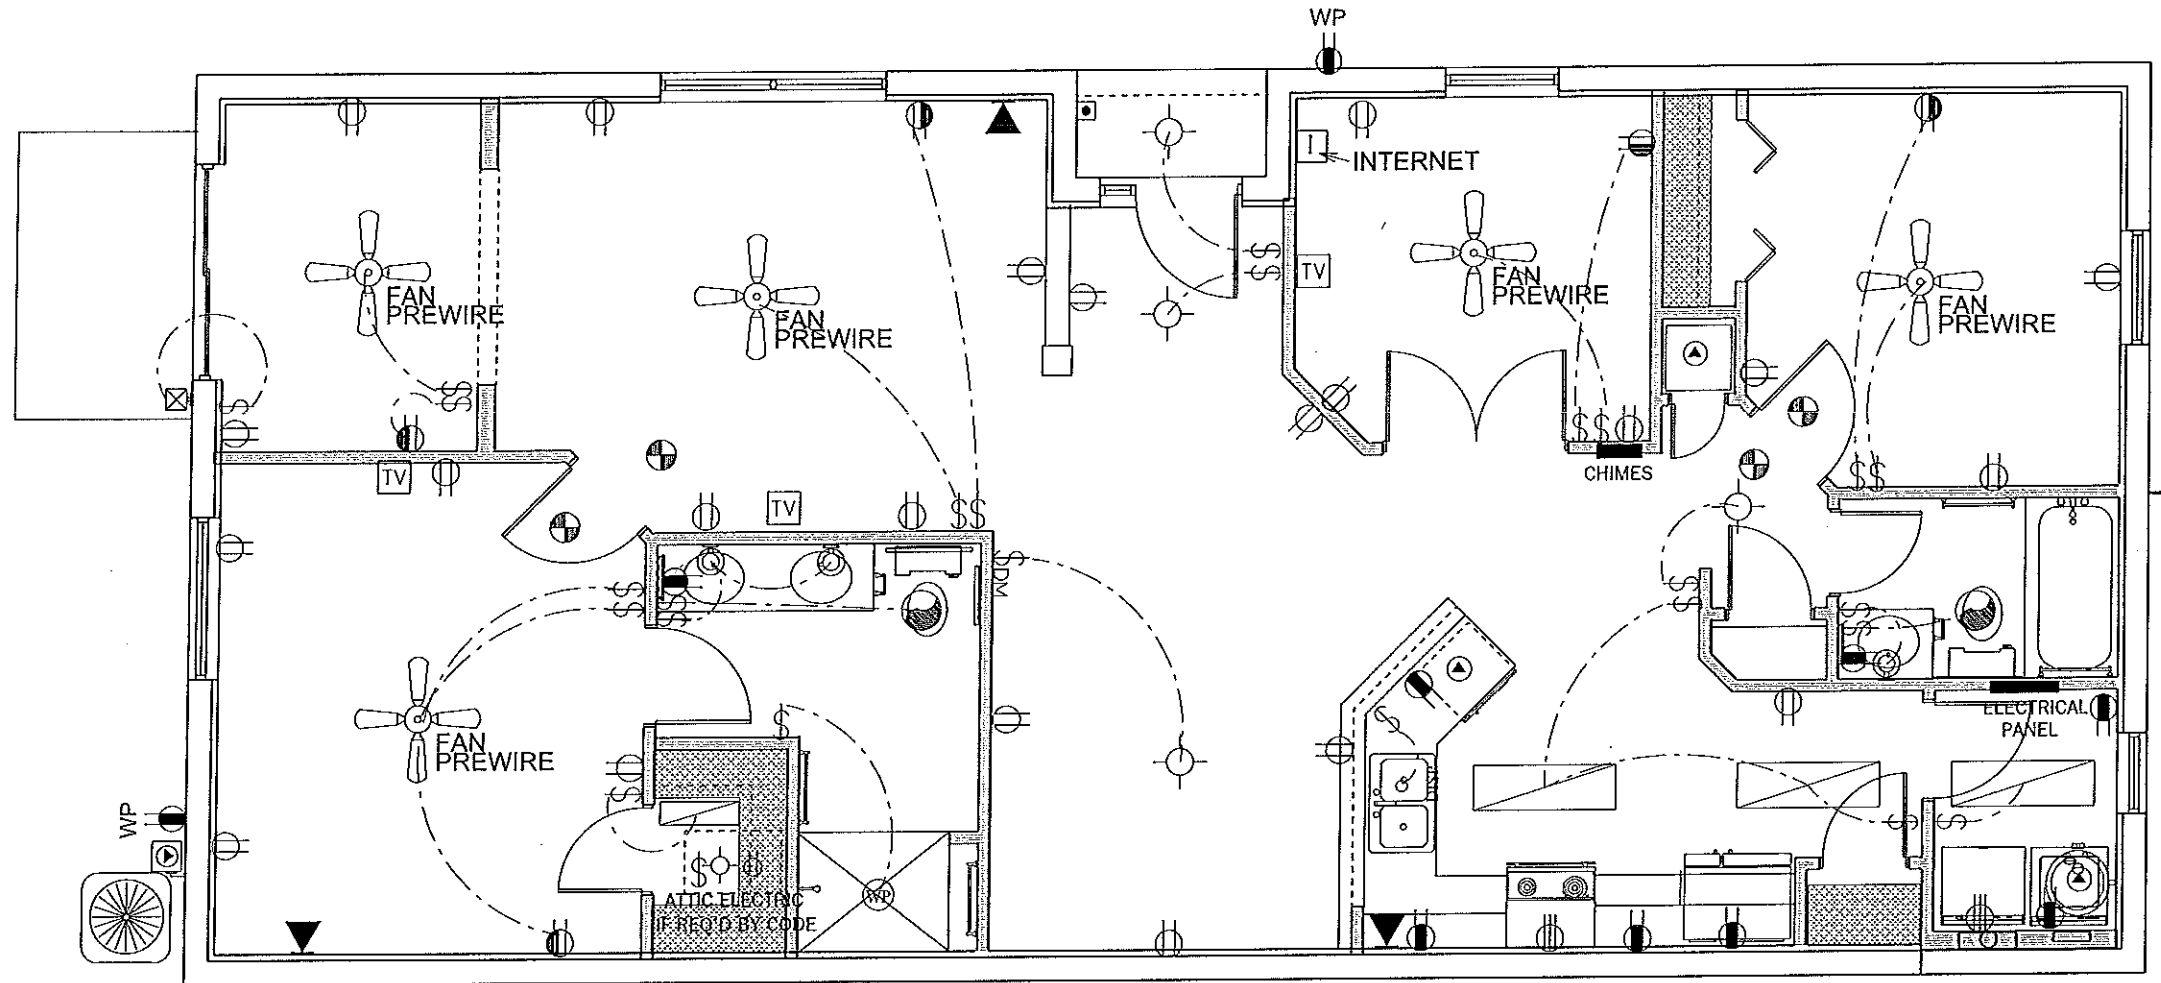 WP
I
INTERNET
TV
FAN
PREWIRE
FAN
PREWIRE
FAN
PREWIRE
FAN
PREWIRE
$
$
$
$
$
$
$
TV
$
$
CHIMES
$
$
TV
$
$
$
DM
$
$
$
$
$
$
$
$
FAN
PREWIRE
$
$
ELECTRICAL
PANEL
$
WP
$
$
$
WP
ATTIC ELECTRIC
IF REQ'D BY CODE